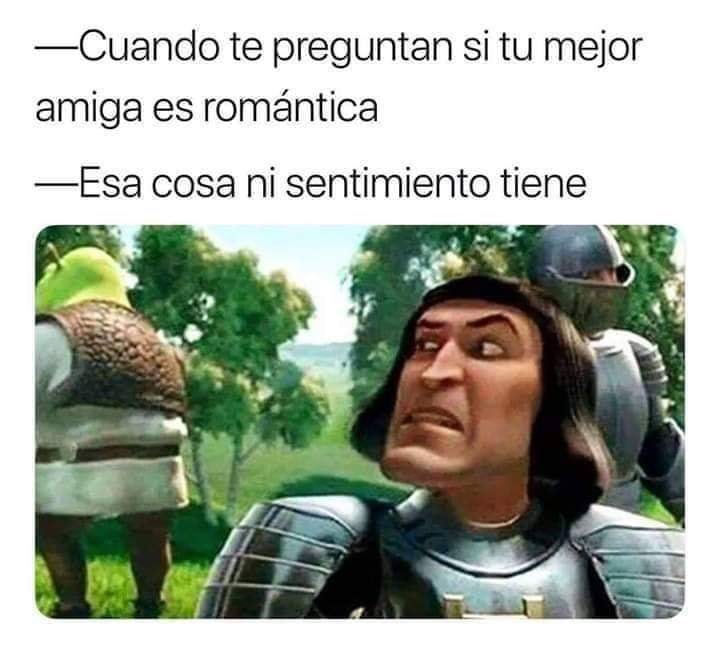 —Cuando te preguntan si tu mejor
amiga es romántica
—Esa cosa ni sentimiento tiene